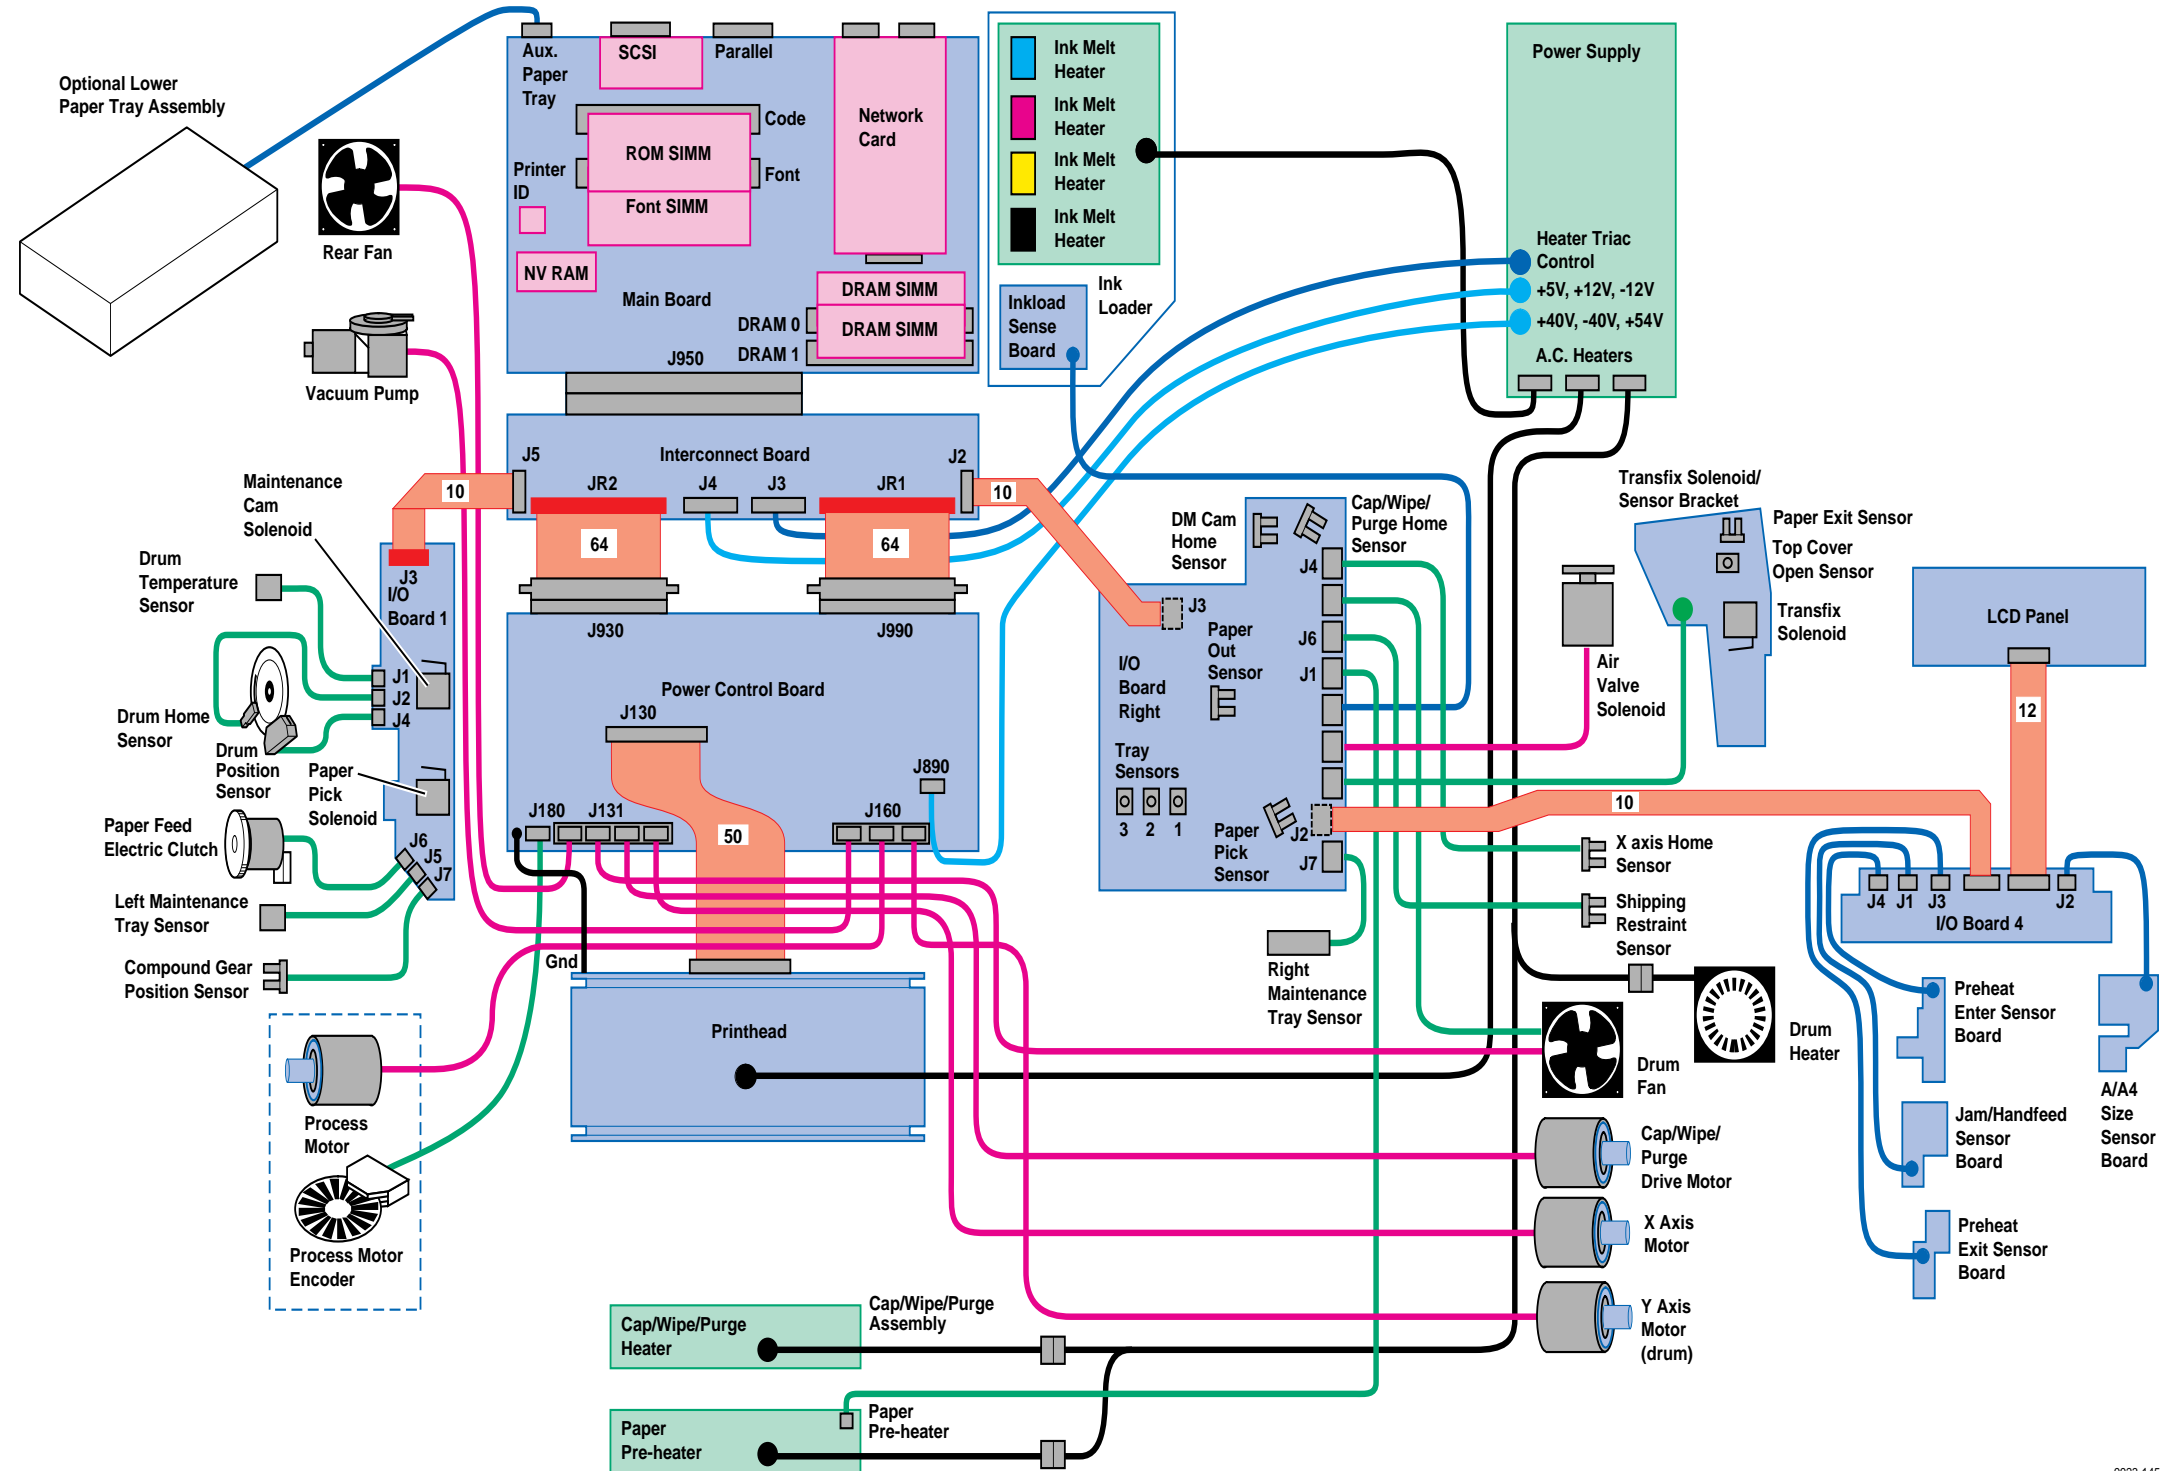 Optional Lower
Paper Tray Assembly
Rear Fan
Vacuum Pump
Aux.
Paper
Tray
SCSI
Parallel
Code
ROM SIMM
Font
Font SIMM
Printer
ID
NV RAM
Network
Card
DRAM SIMM
DRAM SIMM
DRAM 0
DRAM 1
Main Board
J950
Ink Melt
Heater
Ink Melt
Heater
Ink Melt
Heater
Ink Melt
Heater
Ink
Loader
Inkload
Sense
Board
Power Supply
Heater Triac
Control
+5V, +12V, -12V
+40V, -40V, +54V
A.C. Heaters
Interconnect Board
J5
JR2
J4
J3
JR1
J2
10
64
64
10
Maintenance
Cam
Solenoid
Drum
Temperature
Sensor
J3
I/O
Board 1
J1
J2
J4
Drum Home
Sensor
Drum
Position
Sensor
Paper
Pick
Solenoid
Paper Feed
Electric Clutch
J6
J5
J7
Left Maintenance
Tray Sensor
Compound Gear
Position Sensor
J930
J990
Power Control Board
J130
J890
J180
J131
J160
50
Gnd
Printhead
Process
Motor
Process Motor
Encoder
DM Cam
Home
Sensor
Cap/Wipe/
Purge Home
Sensor
J4
J3
Paper
Out
Sensor
J6
J1
I/O
Board
Right
Tray
Sensors
3
2
1
Paper
Pick
Sensor
J2
J7
Right
Maintenance
Tray Sensor
Transfix Solenoid/
Sensor Bracket
Paper Exit Sensor
Top Cover
Open Sensor
Transfix
Solenoid
Air
Valve
Solenoid
LCD Panel
12
10
X axis Home
Sensor
Shipping
Restraint
Sensor
J4
J1
J3
J2
I/O Board 4
Drum
Heater
Drum
Fan
Preheat
Enter Sensor
Board
Jam/Handfeed
Sensor
Board
Preheat
Exit Sensor
Board
A/A4
Size
Sensor
Board
Cap/Wipe/
Purge
Drive Motor
X Axis
Motor
Y Axis
Motor
(drum)
Cap/Wipe/Purge
Heater
Cap/Wipe/Purge
Assembly
Paper
Pre-heater
Paper
Pre-heater